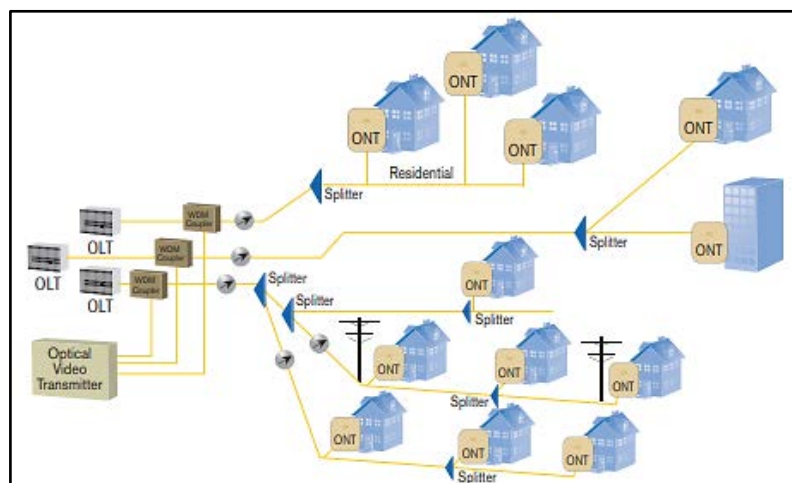 ONT
ONT
ONT
ONT
Residential
Splitter
WDM
Coupler
OLT
WDM
Coupler
Splitter
ONT
OLT
WDM
Coupler
OLT
ONT
Splitter
Splitter
Splitter
Optical
Video
Transmitter
ONT
ONT
ONT
Splitter
ONT
ONT
ONT
Splitter